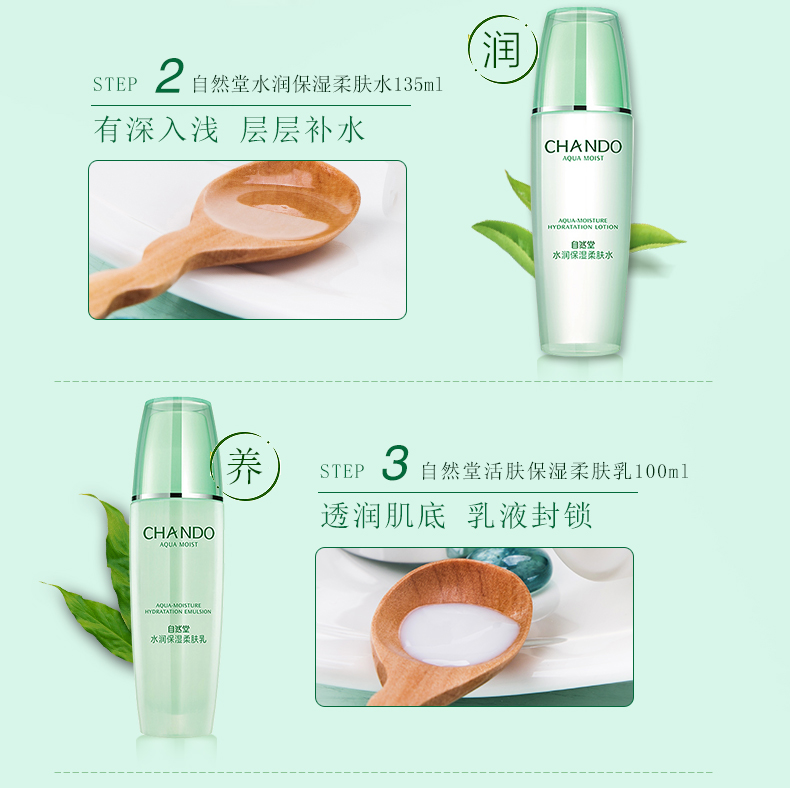 润
STEP 2 自然堂水润保湿柔肤水135ml
有深入浅 层层补水
CHANDO
AQUA MOIST
AQUA-MOISTURE
HYDRATATION LOTION
自然堂
水润保湿柔肤水
养
STEP 3 自然堂活肤保湿柔肤乳100ml
透润肌底 乳液封锁
CHANDO
AQUA MOIST
AQUA-MOISTURE
HYDRATATION EMULSION
自然堂
水润保湿柔肤乳